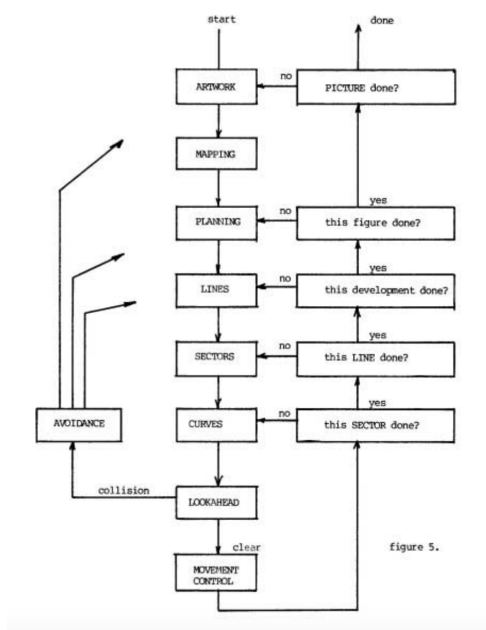 start
done
ARTWORK
no
PICTURE done?
MAPPING
yes
PLANNING
no
this figure done?
yes
LINES
no
this development done?
yes
SECTORS
no
this LINE done?
yes
AVOIDANCE
CURVES
no
this SECTOR done?
collision
LOOKAHEAD
clear
figure 5.
MOVEMENT
CONTROL